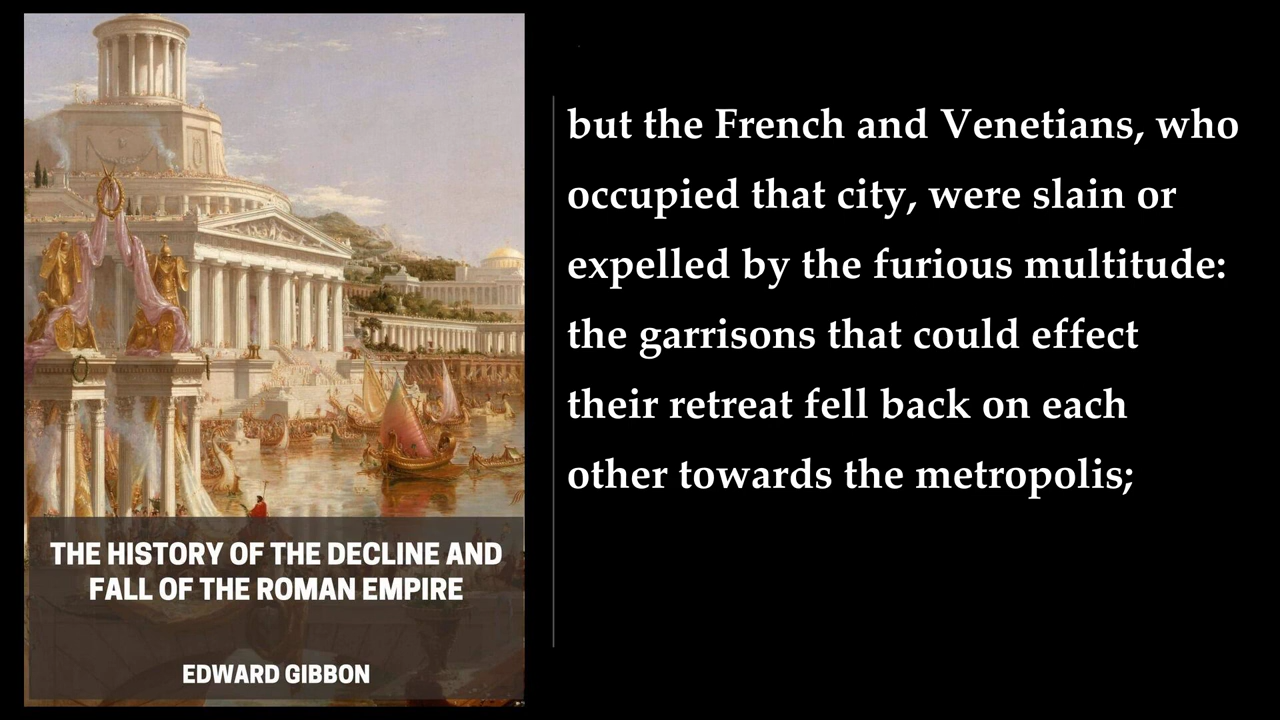 THE HISTORY OF THE DECLINE AND
FALL OF THE ROMAN EMPIRE
EDWARD GIBBON
but the French and Venetians, who
occupied that city, were slain or
expelled by the furious multitude:
the garrisons that could effect
their retreat fell back on each
other towards the metropolis;